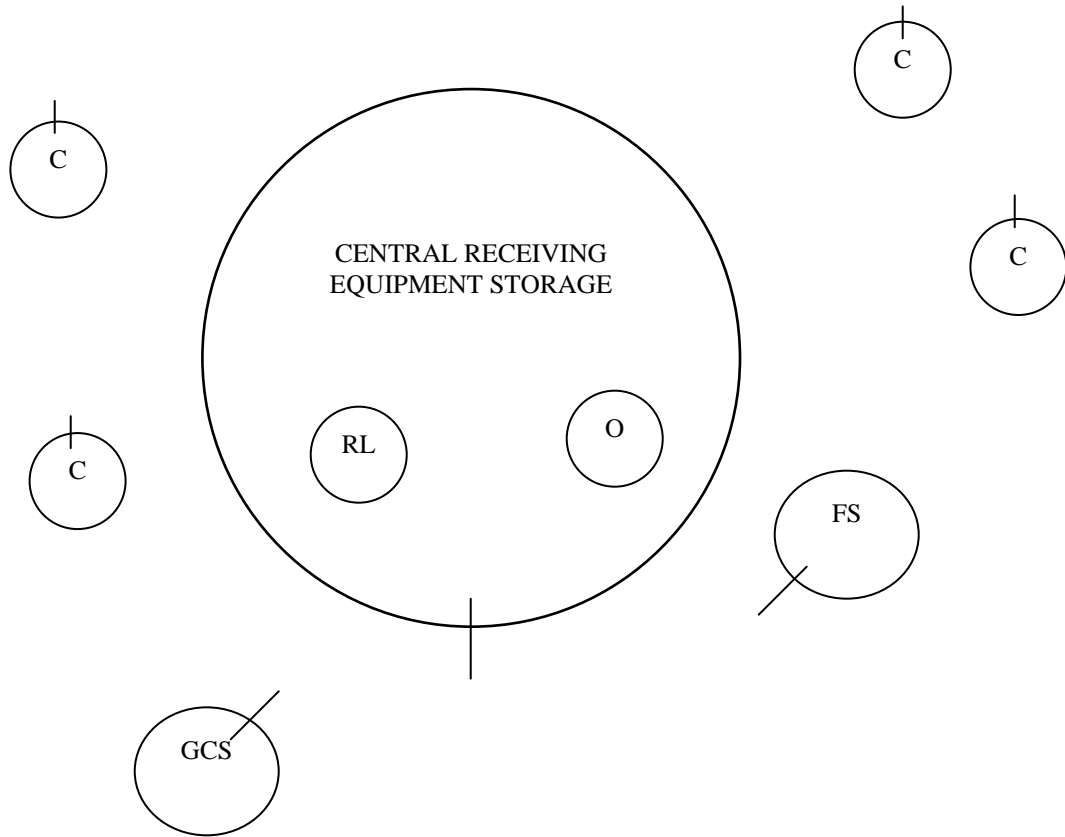 C
C
C
CENTRAL RECEIVING
EQUIPMENT STORAGE
O
RL
C
FS
GCS